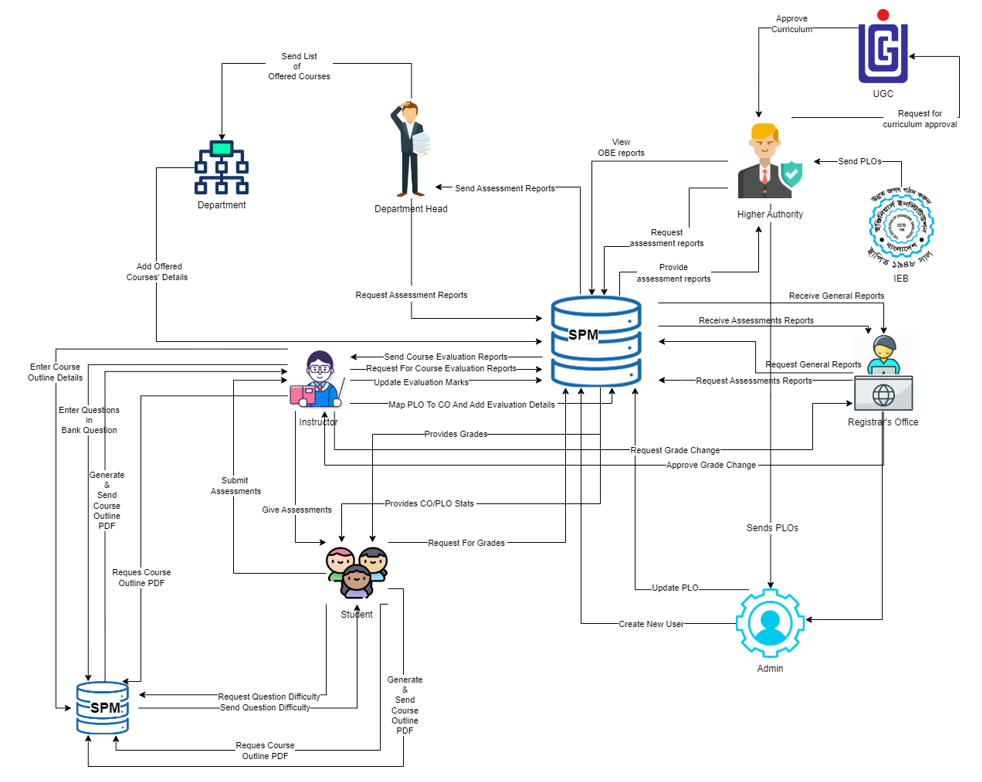 Approve
Curriculum
Send List
of
Offered Courses
UGC
Request for
curriculum approval
View
OBE reports
Send PLOs
Send Assessment Reports
Department
Department Head
Higher Authority
Request
assessment reports
Add Offered
Courses' Details
Provide
assessment reports
IEB
Request Assessment Reports
Receive General Reports
SPM
Receive Assessments Reports
Send Course Evaluation Reports
Enter Course
Outline Details
Request For Course Evaluation Reports
Request General Reports
Update Evaluation Marks
Request Assessments Reports
Map PLO To CO And Add Evaluation Details
Enter Questions
in
Bank Question
Instructor
Registrar's Office
Provides Grades
Request Grade Change
Approve Grade Change
Generate
&
Send
Course
Outline
PDF
Submit
Assessments
Give Assessments
Provides CO/PLO Stats
Sends PLOs
Request For Grades
Reques Course
Outline PDF
Update PLO
Student
Create New User
Admin
Generate
&
Send
Course
Outline
PDF
Request Question Difficulty
SPM
Send Question Difficulty
Reques Course
Outline PDF